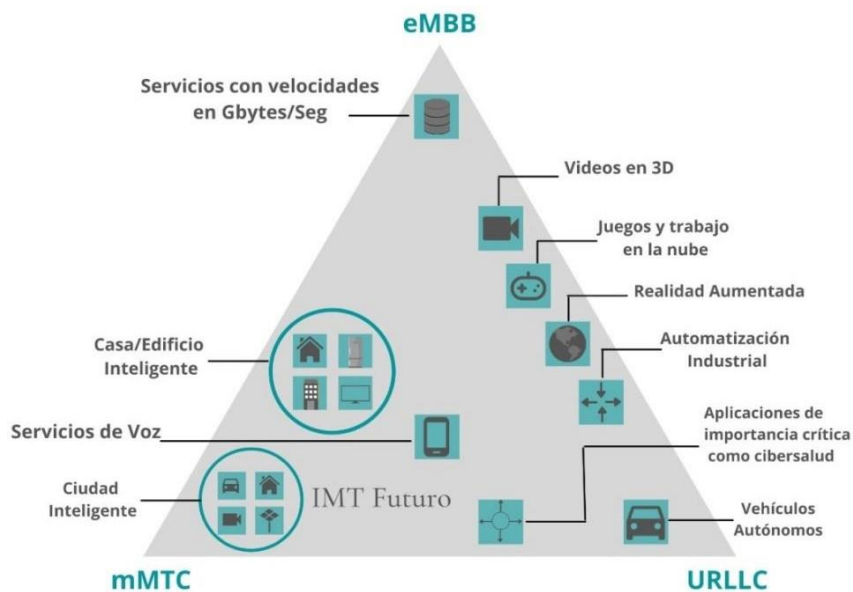 eMBB
Servicios con velocidades
en Gbytes/Seg
Videos en 3D
Juegos y trabajo
en la nube
Realidad Aumentada
Automatización
Industrial
Casa/Edificio
Inteligente
Aplicaciones de
importancia crítica
como cibersalud
Servicios de Voz
Ciudad
Inteligente
IMT Futuro
Vehículos
Autónomos
mMTC
URLLC